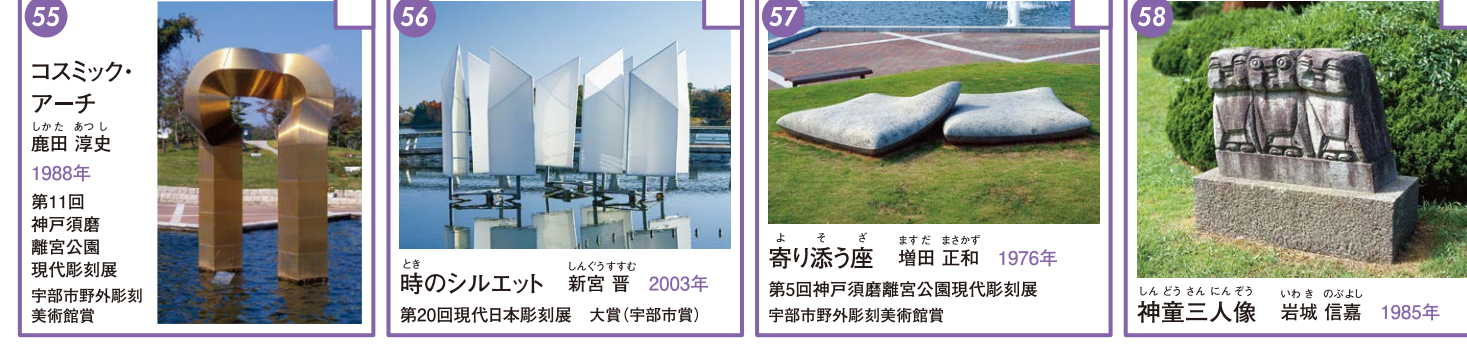 55
コスミック・
アーチ
しかた あつし
鹿田 淳史
1988年
第11回
神戸須磨
離宮公園
現代彫刻展
宇部市野外彫刻
美術館賞
56
とき
時のシルエット
しんぐうすすむ
新宮 晋
2003年
第20回現代日本彫刻展 大賞(宇部市賞)
57
よ そ ざ
寄り添う座
ますだ まさかず
増田 正和
1976年
第5回神戸須磨離宮公園現代彫刻展
宇部市野外彫刻美術館賞
58
しんどうさんにんぞう
神童三人像
いわき のぶよし
岩城 信嘉
1985年